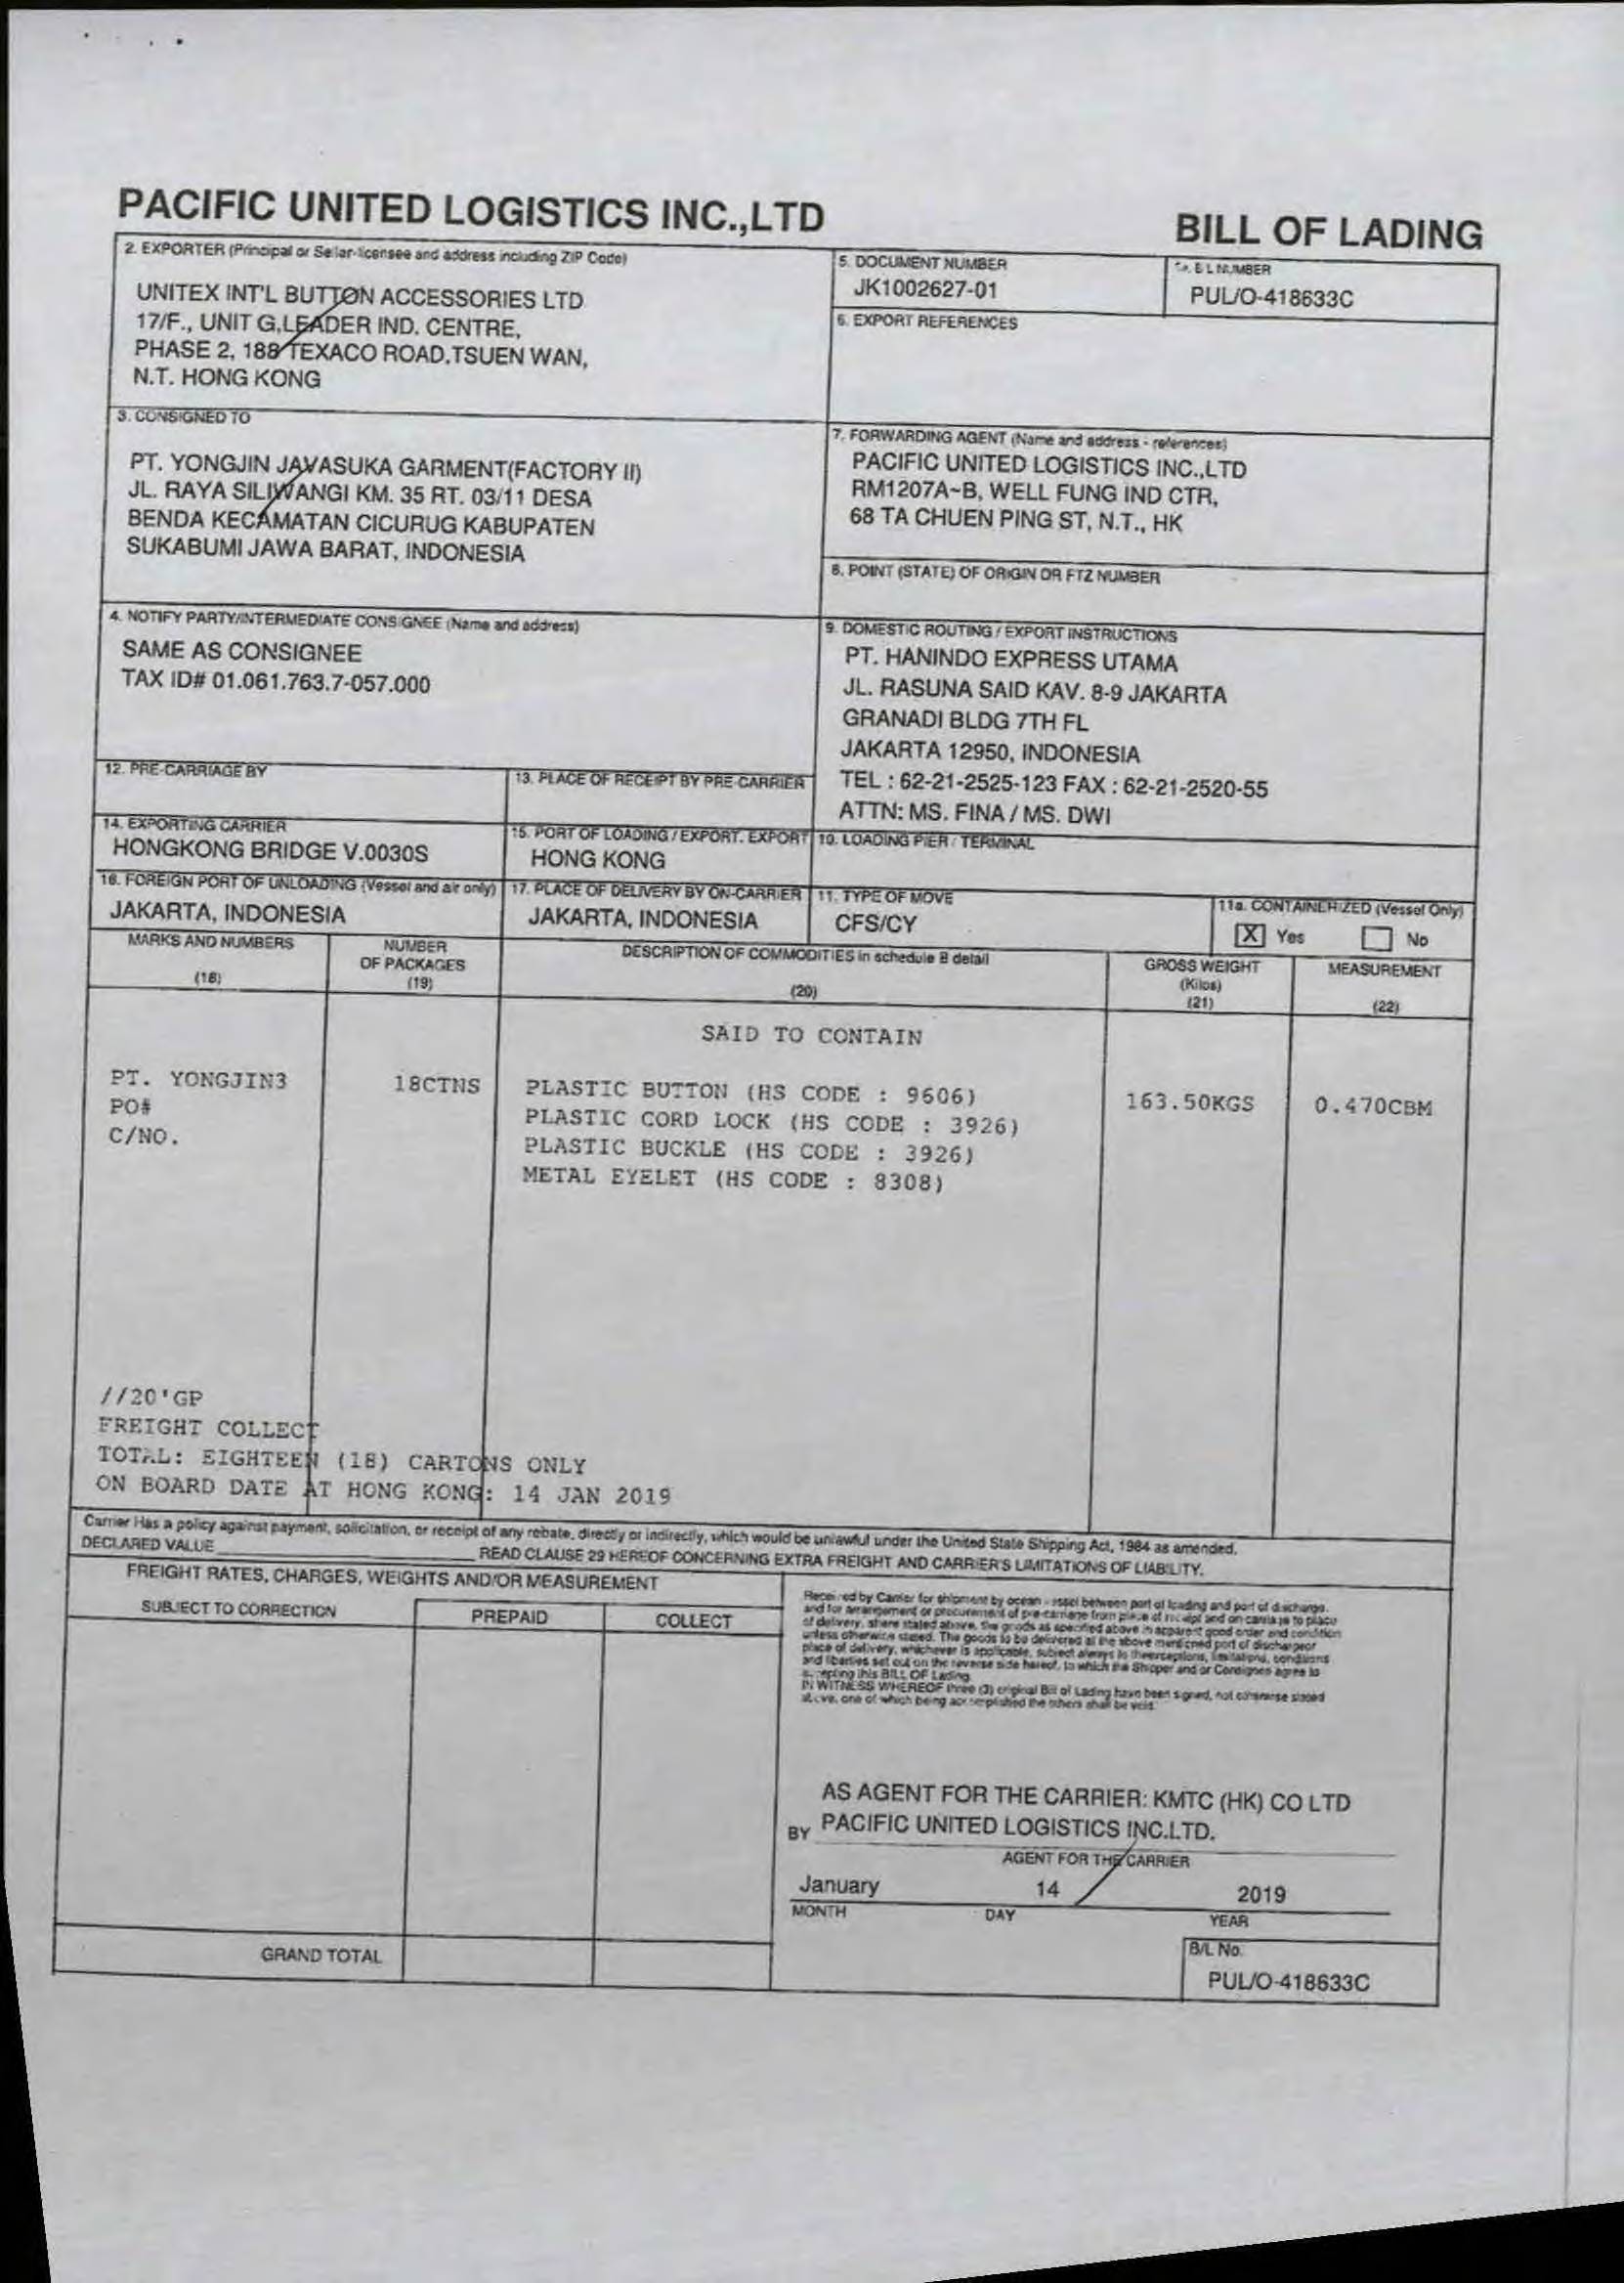 PACIFIC UNITED LOGISTICS INC.,LTD
BILL OF LADING
2. EXPORTER (Principal or Seller-licensee and address including ZIP Code)
UNITEX INT'L BUTTON ACCESSORIES LTD
17/F., UNIT G,LEADER IND. CENTRE,
PHASE 2, 188 TEXACO ROAD,TSUEN WAN,
N.T. HONG KONG
5. DOCUMENT NUMBER
JK1002627-01
B L NUMBER
PUL/O-418633C
6. EXPORT REFERENCES
3. CONSIGNED TO
PT. YONGJIN JAVASUKA GARMENT(FACTORY II)
JL. RAYA SILIWANGI KM. 35 RT. 03/11 DESA
BENDA KECAMATAN CICURUG KABUPATEN
SUKABUMI JAWA BARAT, INDONESIA
7. FORWARDING AGENT (Name and address - references)
PACIFIC UNITED LOGISTICS INC.,LTD
RM1207A~B, WELL FUNG IND CTR,
68 TA CHUEN PING ST, N.T., HK
8. POINT (STATE) OF ORIGIN OR FTZ NUMBER
4. NOTIFY PARTY/INTERMEDIATE CONSIGNEE (Name and address)
SAME AS CONSIGNEE
TAX ID# 01.061.763.7-057.000
9. DOMESTIC ROUTING / EXPORT INSTRUCTIONS
PT. HANINDO EXPRESS UTAMA
JL. RASUNA SAID KAV. 8-9 JAKARTA
GRANADI BLDG 7TH FL
JAKARTA 12950, INDONESIA
TEL : 62-21-2525-123 FAX : 62-21-2520-55
ATTN: MS. FINA / MS. DWI
12. PRE-CARRIAGE BY
13. PLACE OF RECEIPT BY PRE-CARRIER
14. EXPORTING CARRIER
HONGKONG BRIDGE V.0030S
15. PORT OF LOADING / EXPORT. EXPORT
HONG KONG
10. LOADING PIER / TERMINAL
16. FOREIGN PORT OF UNLOADING (Vessel and air only)
JAKARTA, INDONESIA
17. PLACE OF DELIVERY BY ON-CARRIER
JAKARTA, INDONESIA
11. TYPE OF MOVE
CFS/CY
11a. CONTAINERIZED (Vessel Only)
X Yes No
MARKS AND NUMBERS
(18)
NUMBER
OF PACKAGES
(19)
DESCRIPTION OF COMMODITIES in schedule B detail
(20)
GROSS WEIGHT
(Kilos)
(21)
MEASUREMENT
(22)
SAID TO CONTAIN
PT. YONGJIN3
PO#
C/NO.
18CTNS
PLASTIC BUTTON (HS CODE : 9606)
PLASTIC CORD LOCK (HS CODE : 3926)
PLASTIC BUCKLE (HS CODE : 3926)
METAL EYELET (HS CODE : 8308)
163.50KGS
0.470CBM
//20'GP
FREIGHT COLLECT
TOTAL: EIGHTEEN (18) CARTONS ONLY
ON BOARD DATE AT HONG KONG: 14 JAN 2019
Carrier Has a policy against payment, solicitation, or receipt of any rebate, directly or indirectly, which would be unlawful under the United State Shipping Act, 1984 as amended.
DECLARED VALUE READ CLAUSE 29 HEREOF CONCERNING EXTRA FREIGHT AND CARRIER'S LIMITATIONS OF LIABILITY.
FREIGHT RATES, CHARGES, WEIGHTS AND/OR MEASUREMENT
SUBJECT TO CORRECTION
PREPAID
COLLECT
GRAND TOTAL
Received by Carrier for shipment by ocean vessel between port of loading and port of discharge,
and for arrangement or procurement of pre-carriage from place of receipt and on carriage to place
of delivery, where stated above, the goods as specified above in apparent good order and condition
unless otherwise stated. The goods to be delivered at the above mentioned port of discharge or
place of delivery, whichever is applicable, subject always to the exceptions, limitations, conditions
and liberties set out on the reverse side hereof, to which the Shipper and or Consignee agree to
accepting this BILL OF Lading.
IN WITNESS WHEREOF three (3) original Bill of Lading have been signed, not otherwise stated
above, one of which being accomplished the others shall be void.
AS AGENT FOR THE CARRIER: KMTC (HK) CO LTD
BY PACIFIC UNITED LOGISTICS INC.LTD.
AGENT FOR THE CARRIER
January 14 2019
MONTH DAY YEAR
B/L No.
PUL/O-418633C